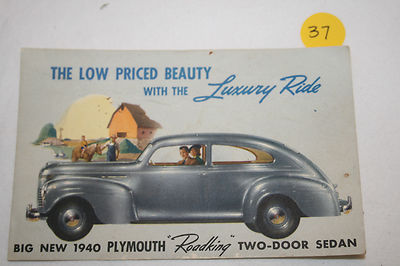 37
THE LOW PRICED BEAUTY
WITH THE Luxury Ride
BIG NEW 1940 PLYMOUTH "Roadking" TWO-DOOR SEDAN